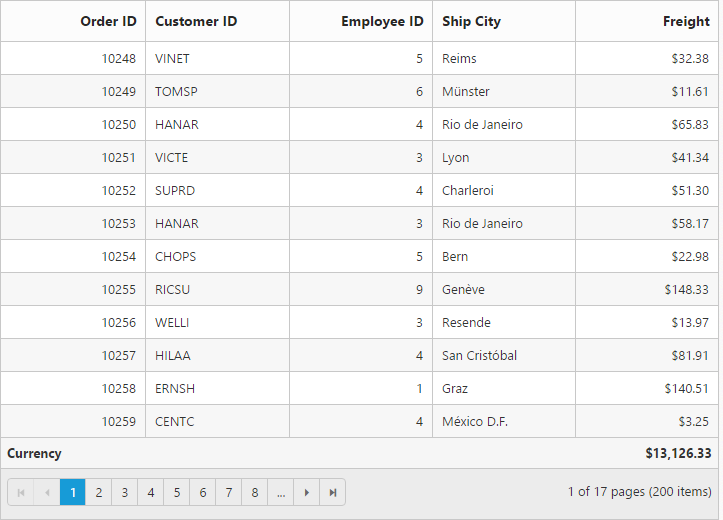 Order ID Customer ID Employee ID Ship City Freight
10248 VINET 5 Reims $32.38
10249 TOMSP 6 Münster $11.61
10250 HANAR 4 Rio de Janeiro $65.83
10251 VICTE 3 Lyon $41.34
10252 SUPRD 4 Charleroi $51.30
10253 HANAR 3 Rio de Janeiro $58.17
10254 CHOPS 5 Bern $22.98
10255 RICSU 9 Genève $148.33
10256 WELLI 3 Resende $13.97
10257 HILAA 4 San Cristóbal $81.91
10258 ERNSH 1 Graz $140.51
10259 CENTC 4 México D.F. $3.25
Currency $13,126.33
1 2 3 4 5 6 7 8 ... 1 of 17 pages (200 items)